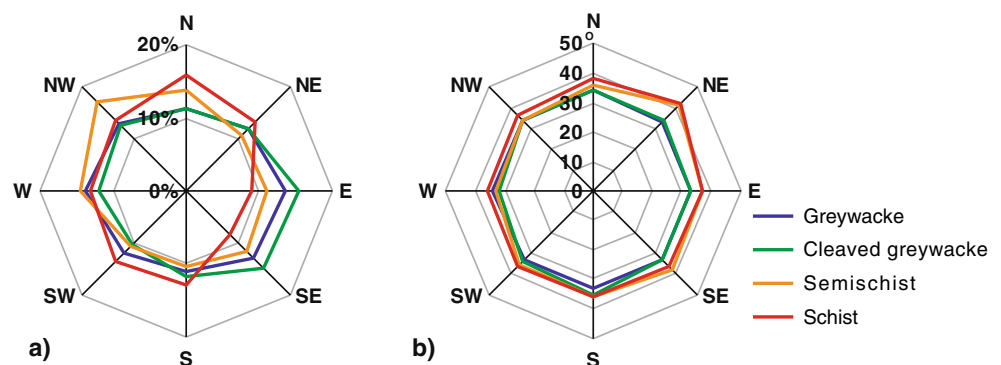 N
20%
NW
NE
10%
W
0%
E
SW
SE
S
a)
N
50°
NW
40
NE
30
20
10
W
0
E
SW
SE
S
b)
Greywacke
Cleaved greywacke
Semischist
Schist